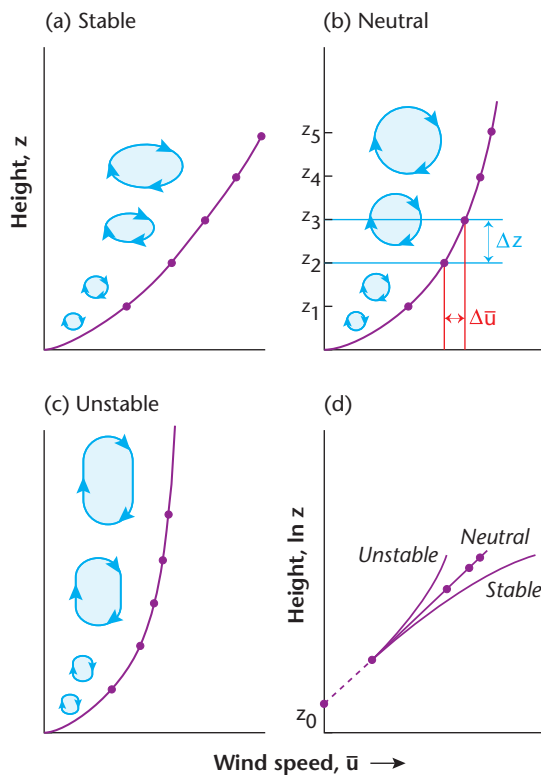 (a) Stable
Height, z
(b) Neutral
z5
z4
z3
z2
z1
Δz
Δū
(c) Unstable
(d)
Height, ln z
Unstable
Neutral
Stable
z0
Wind speed, ū →